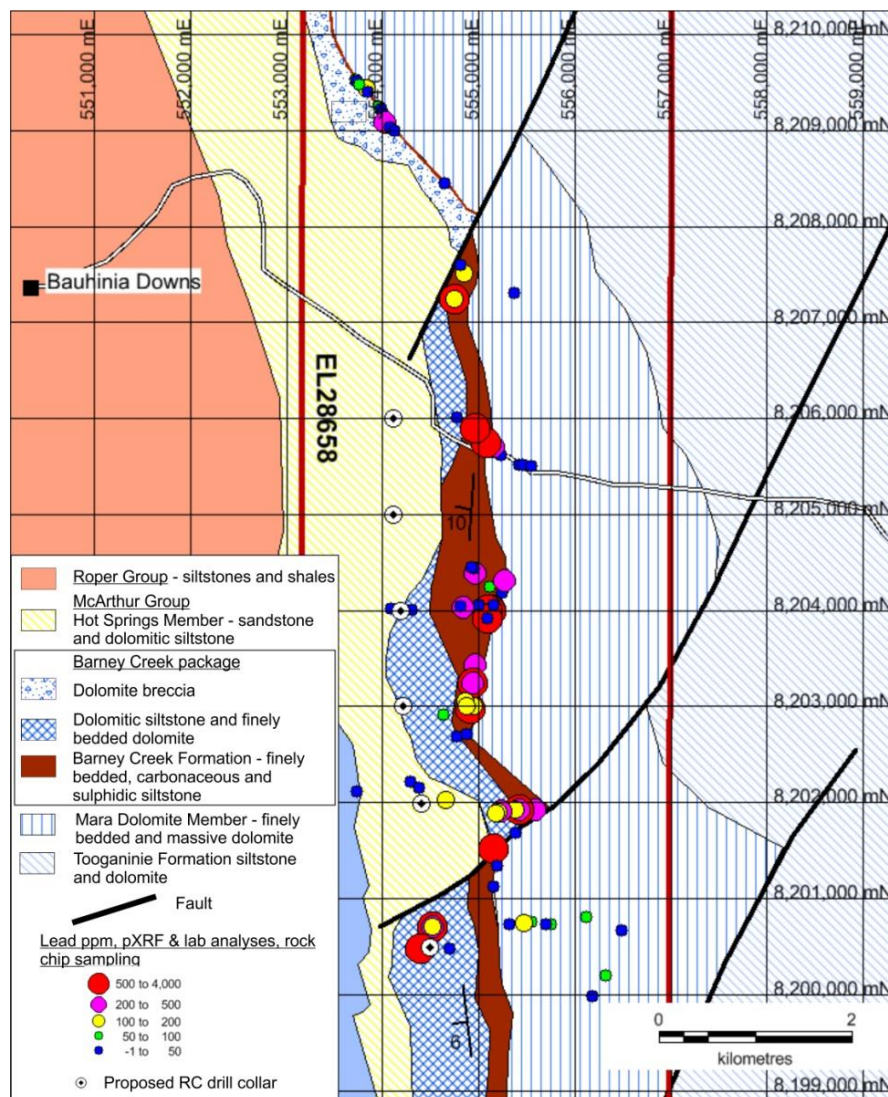 551,000 mE
552,000 mE
553,000 mE
554,000 mE
555,000 mE
556,000 mE
557,000 mE
558,000 mE
559,000 mE
8,210,000 mN
8,209,000 mN
8,208,000 mN
Bauhinia Downs
8,207,000 mN
EL28658
8,206,000 mN
8,205,000 mN
10
8,204,000 mN
8,203,000 mN
8,202,000 mN
8,201,000 mN
8,200,000 mN
6
8,199,000 mN
Roper Group - siltstones and shales
McArthur Group
Hot Springs Member - sandstone
and dolomitic siltstone
Barney Creek package
Dolomite breccia
Dolomitic siltstone and finely
bedded dolomite
Barney Creek Formation - finely
bedded, carbonaceous and
sulphidic siltstone
Mara Dolomite Member - finely
bedded and massive dolomite
Tooganinie Formation siltstone
and dolomite
Fault
Lead ppm, pXRF & lab analyses, rock
chip sampling
500 to 4,000
200 to 500
100 to 200
50 to 100
-1 to 50
Proposed RC drill collar
0 2
kilometres